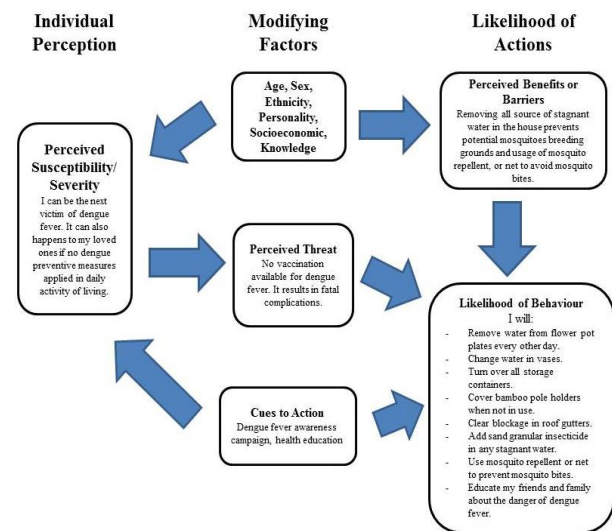 Individual
Perception
Modifying
Factors
Likelihood of
Actions
Age, Sex,
Ethnicity,
Personality,
Socioeconomic,
Knowledge
Perceived Benefits or
Barriers
Removing all source of stagnant
water in the house prevents
potential mosquitoes breeding
grounds and usage of mosquito
repellent, or net to avoid mosquito
bites.
Perceived
Susceptibility/
Severity
I can be the next
victim of dengue
fever. It can also
happens to my loved
ones if no dengue
preventive measures
applied in daily
activity of living.
Perceived Threat
No vaccination
available for dengue
fever. It results in fatal
complications.
Cues to Action
Dengue fever awareness
campaign, health education
Likelihood of Behaviour
I will:
- Remove water from flower pot
plates every other day.
- Change water in vases.
- Turn over all storage
containers.
- Cover bamboo pole holders
when not in use.
- Clear blockage in roof gutters.
- Add sand granular insecticide
in any stagnant water.
- Use mosquito repellent or net
to prevent mosquito bites.
- Educate my friends and family
about the danger of dengue
fever.